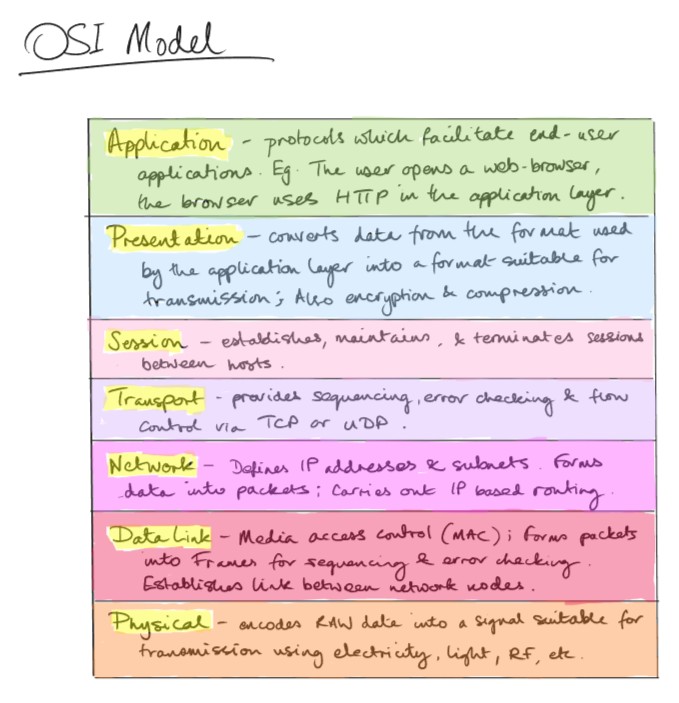 OSI Model
Application - protocols which facilitate end-user
applications. Eg. The user opens a web-browser,
the browser uses HTTP in the application layer.
Presentation - converts data from the format used
by the application layer into a format suitable for
transmission; Also encryption & compression.
Session - establishes, maintains, & terminates sessions
between hosts.
Transport - provides sequencing, error checking & flow
control via TCP or UDP.
Network - Defines IP addresses & subnets. Forms
data into packets; Carries out IP based routing.
Data Link - Media access control (MAC); Forms packets
into Frames for sequencing & error checking.
Establishes link between network nodes.
Physical - encodes RAW data into a signal suitable for
transmission using electricity, light, RF, etc.